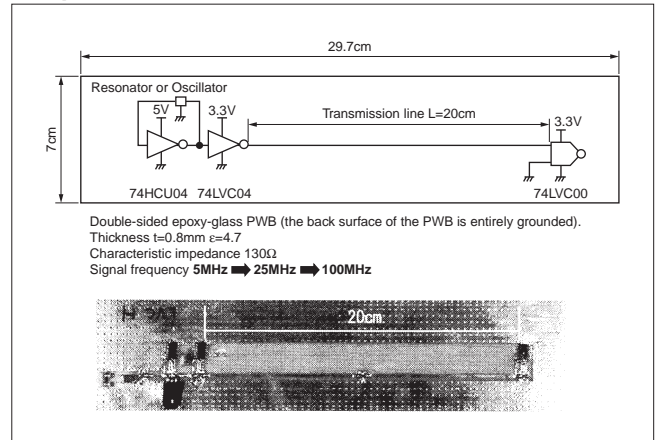 29.7cm
7cm
Resonator or Oscillator
5V
3.3V
Transmission line L=20cm
3.3V
74HCU04 74LVC04
74LVC00
Double-sided epoxy-glass PWB (the back surface of the PWB is entirely grounded).
Thickness t=0.8mm ε=4.7
Characteristic impedance 130Ω
Signal frequency 5MHz ➡ 25MHz ➡ 100MHz
20cm